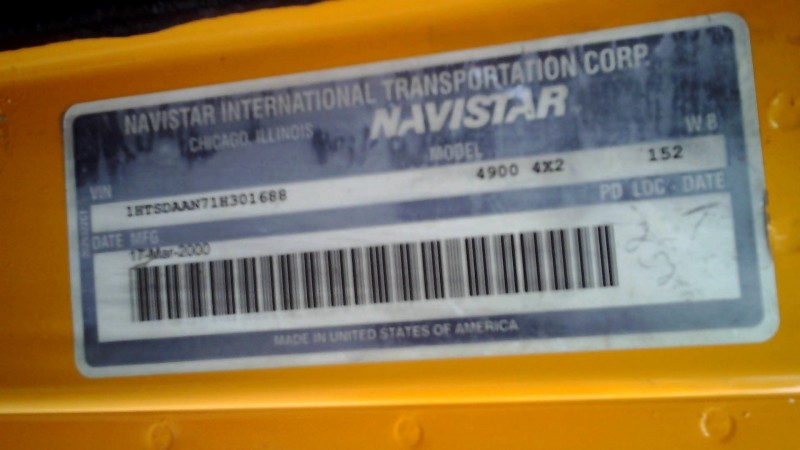 NAVISTAR INTERNATIONAL TRANSPORTATION CORP.
CHICAGO, ILLINOIS
NAVISTAR
VIN
MODEL
W.B
1HTSDAAN71H301688
4900 4X2
152
DATE MFG
PD LOC - DATE
17-Mar-2000
MADE IN UNITED STATES OF AMERICA